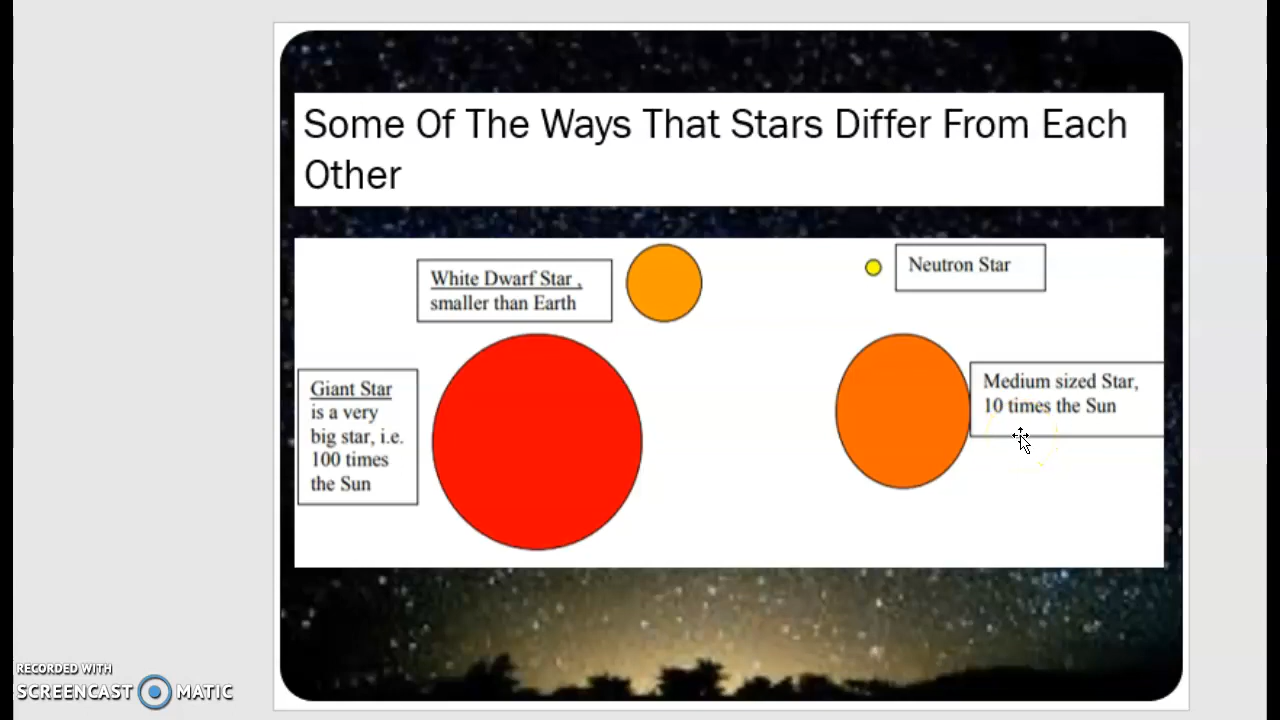 Some Of The Ways That Stars Differ From Each
Other
White Dwarf Star ,
smaller than Earth
Neutron Star
Giant Star
is a very
big star, i.e.
100 times
the Sun
Medium sized Star,
10 times the Sun
RECORDED WITH
SCREENCAST MATIC